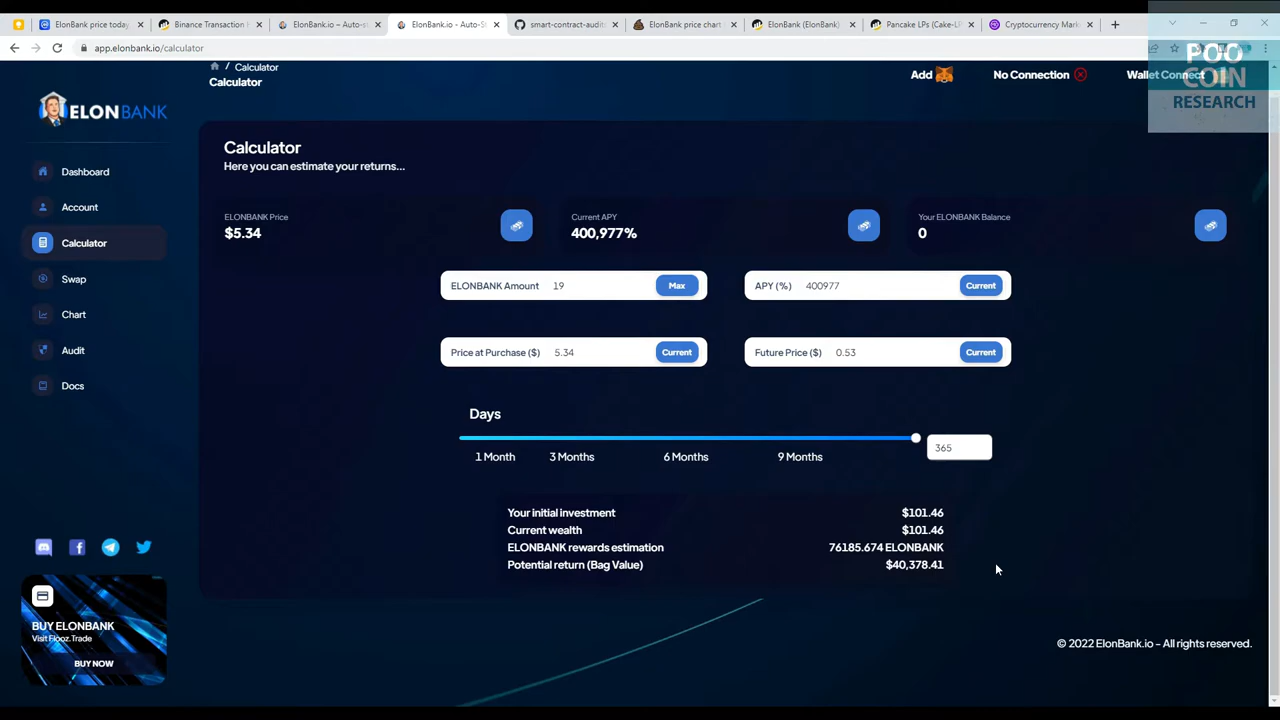 ElonBank price today,
Binance Transaction H
ElonBank.io – Auto-st
ElonBank.io - Auto-St
smart-contract-audits
ElonBank price chart
ElonBank (ElonBank)
Pancake LPs (Cake-LP
Cryptocurrency Mark
app.elonbank.io/calculator
POO
COIN
RESEARCH
/ Calculator
Calculator
Add
No Connection
Wallet Connect
ELONBANK
Dashboard
Account
Calculator
Swap
Chart
Audit
Docs
Calculator
Here you can estimate your returns...
ELONBANK Price
$5.34
Current APY
400,977%
Your ELONBANK Balance
0
ELONBANK Amount 19 Max
APY (%) 400977 Current
Price at Purchase ($) 5.34 Current
Future Price ($) 0.53 Current
Days
365
1 Month 3 Months 6 Months 9 Months
Your initial investment $101.46
Current wealth $101.46
ELONBANK rewards estimation 76185.674 ELONBANK
Potential return (Bag Value) $40,378.41
BUY ELONBANK
Visit Flooz.Trade
BUY NOW
© 2022 ElonBank.io - All rights reserved.